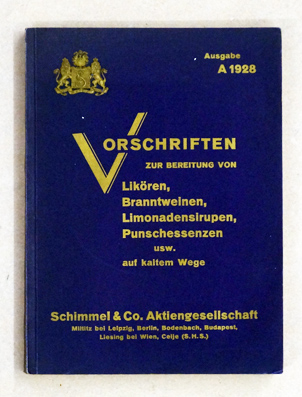 Ausgabe
A 1928
VORSCHRIFTEN
ZUR BEREITUNG VON
Likören,
Branntweinen,
Limonadensirupen,
Punschessenzen
usw.
auf kaltem Wege
Schimmel & Co. Aktiengesellschaft
Miltitz bei Leipzig, Berlin, Bodenbach, Budapest,
Liesing bei Wien, Celje (S.H.S.)